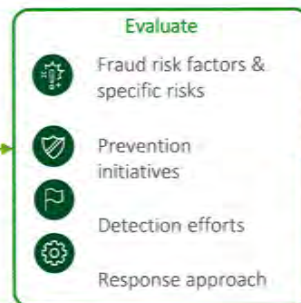 Evaluate
Fraud risk factors &
specific risks
Prevention
initiatives
Detection efforts
Response approach